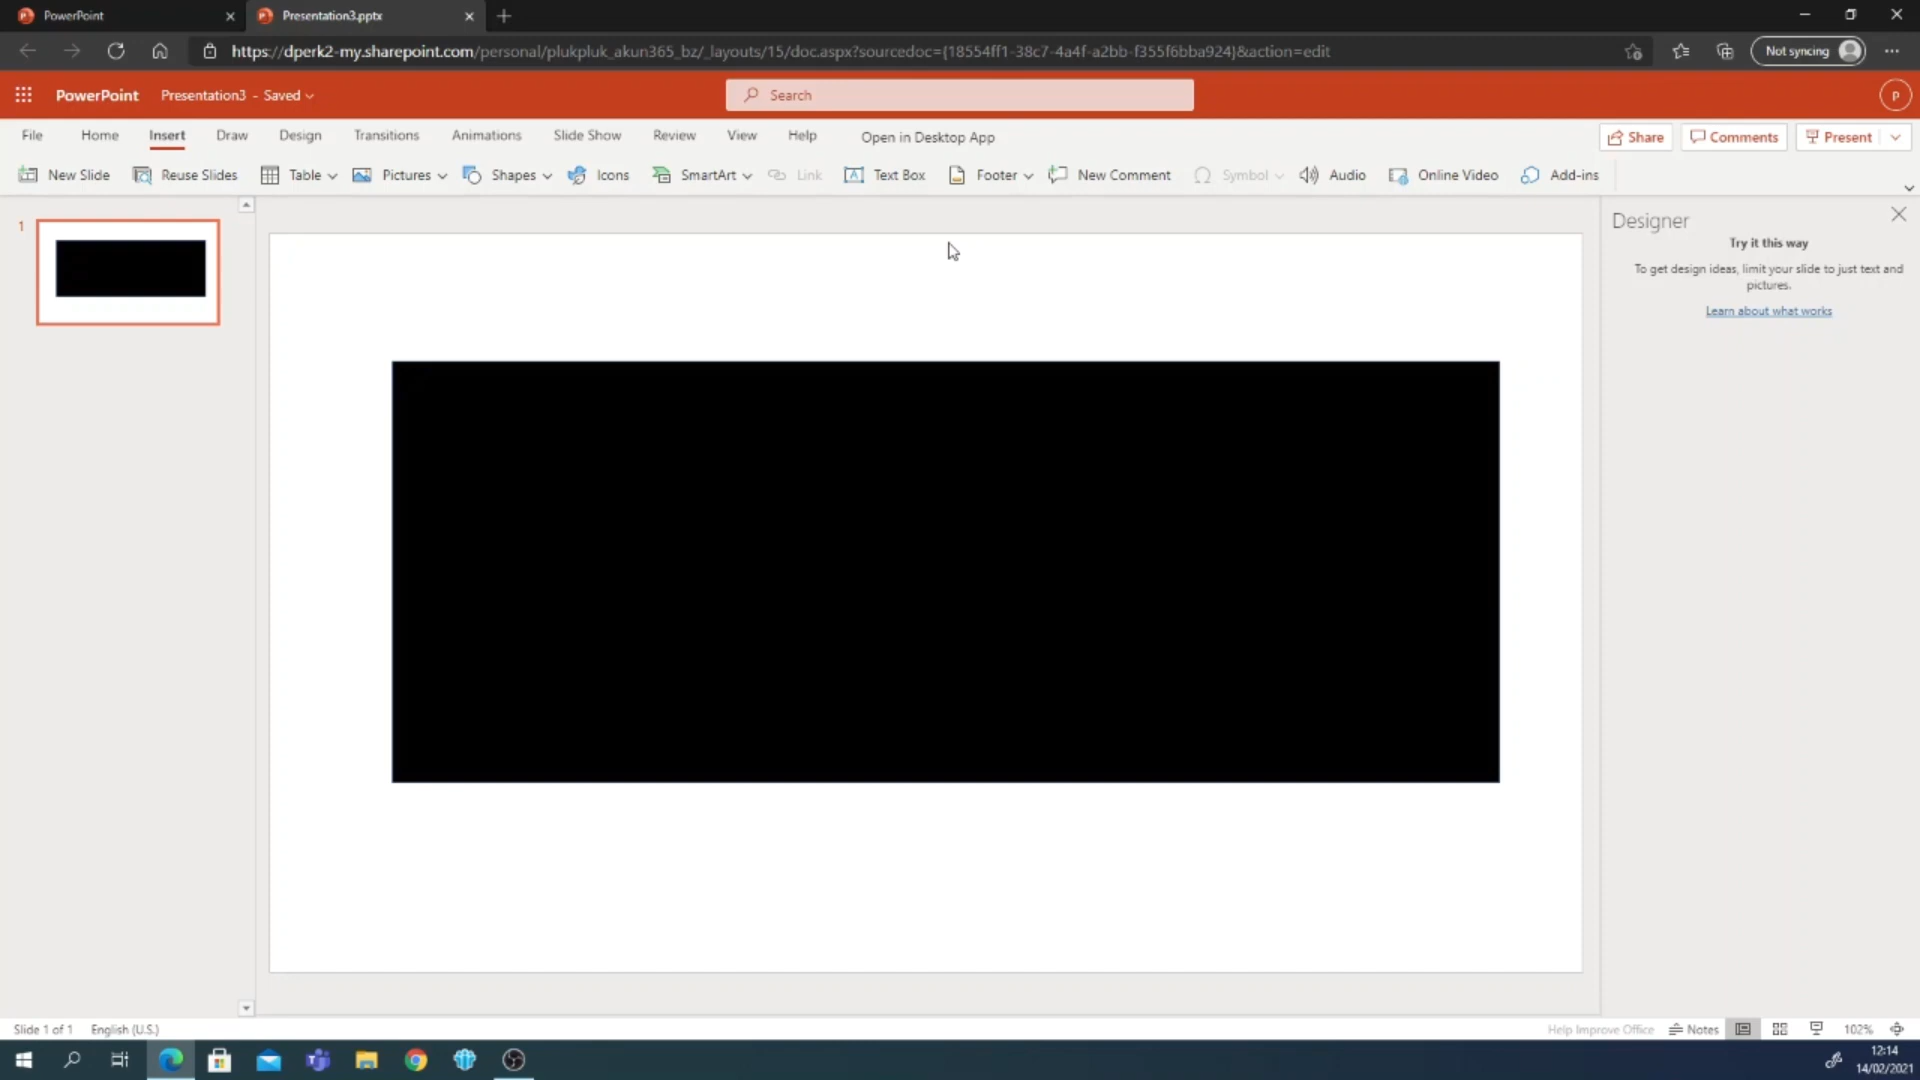 PowerPoint
Presentation3.pptx
https://dperk2-my.sharepoint.com/personal/plukpluk_akun365_bz/_layouts/15/doc.aspx?sourcedoc={18554ff1-38c7-4a4f-a2bb-f355f6bba924}&action=edit
Not syncing
PowerPoint
Presentation3 - Saved
Search
P
File
Home
Insert
Draw
Design
Transitions
Animations
Slide Show
Review
View
Help
Open in Desktop App
Share
Comments
Present
New Slide
Reuse Slides
Table
Pictures
Shapes
Icons
SmartArt
Link
Text Box
Footer
New Comment
Symbol
Audio
Online Video
Add-ins
1
Designer
Try it this way
To get design ideas, limit your slide to just text and
pictures.
Learn about what works
Slide 1 of 1
English (U.S.)
Help Improve Office
Notes
102%
12:14
14/02/2021